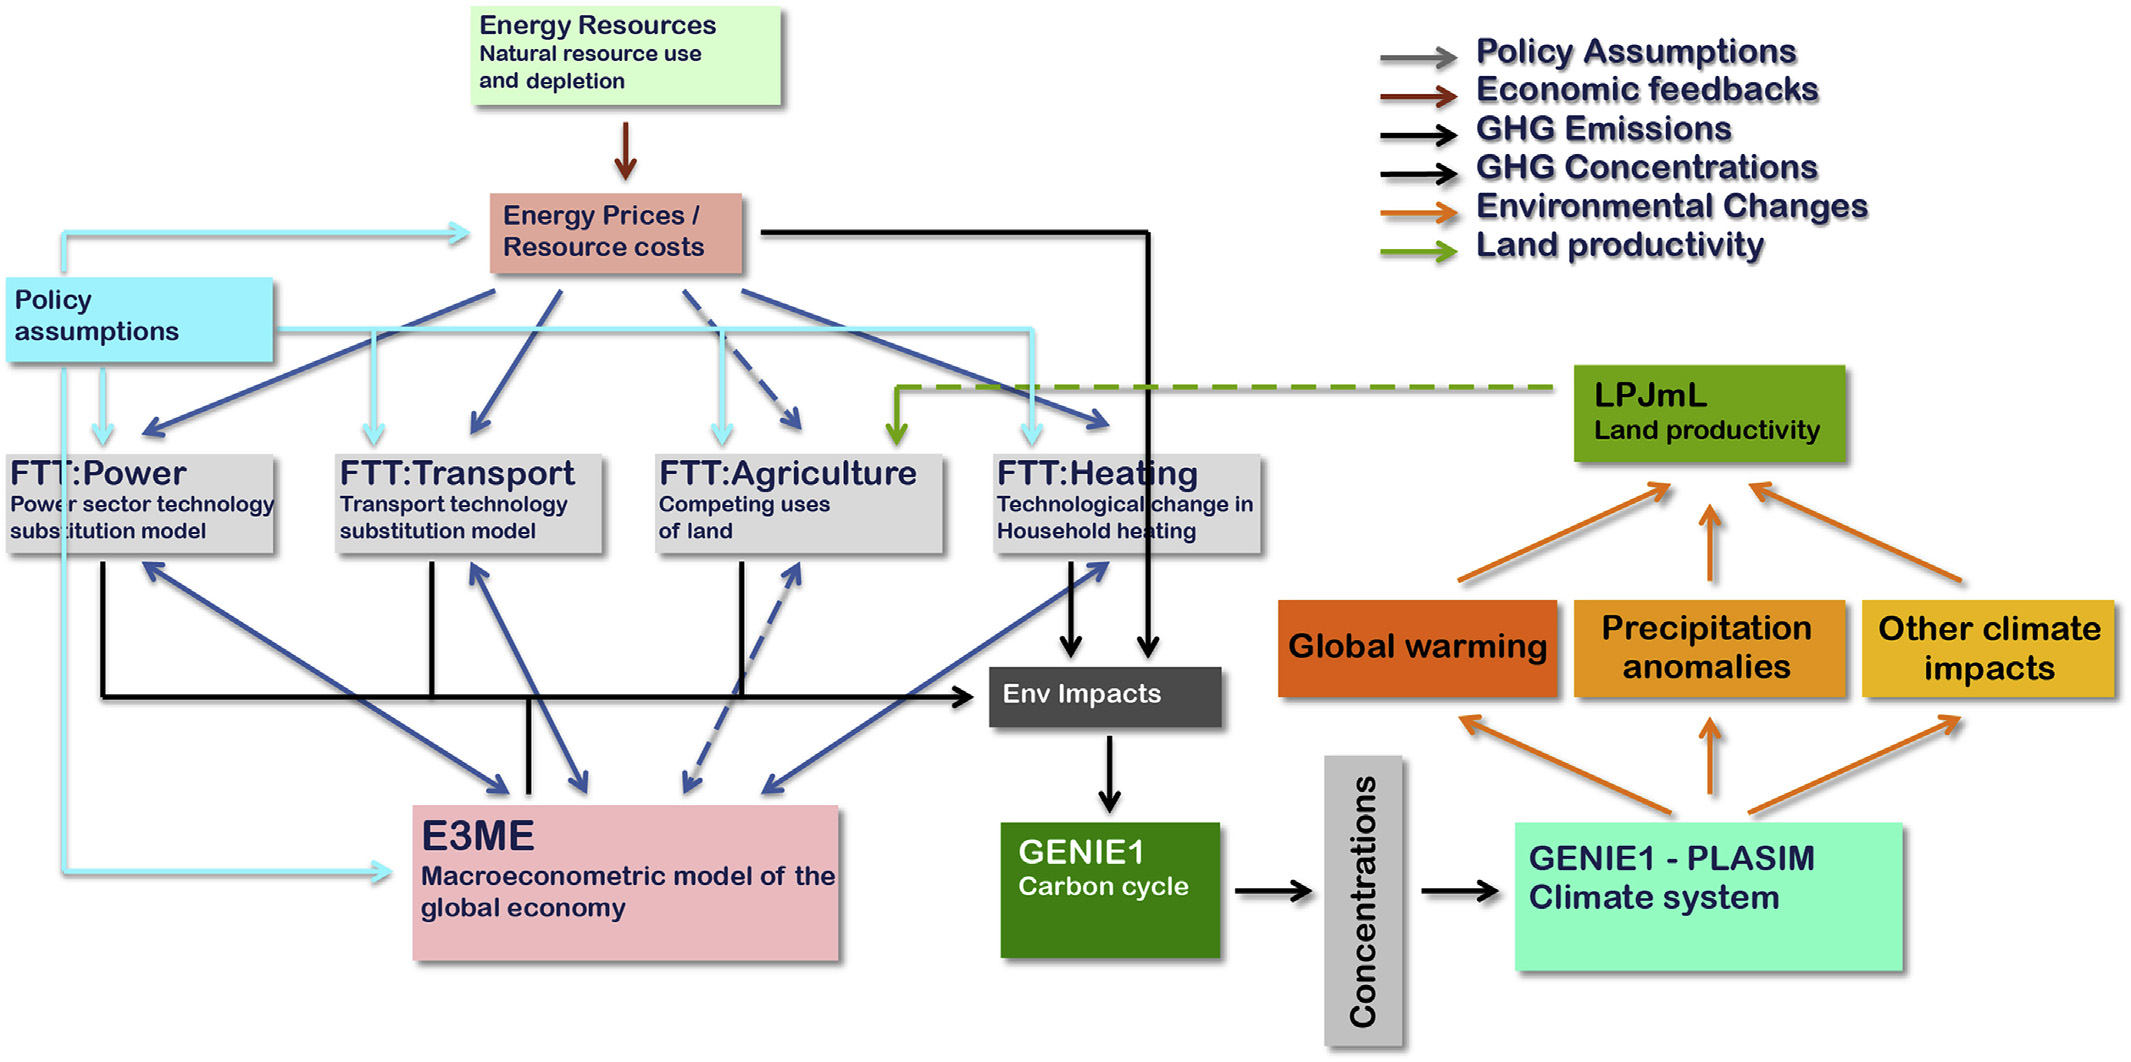 Energy Resources
Natural resource use
and depletion
Policy Assumptions
Economic feedbacks
GHG Emissions
GHG Concentrations
Environmental Changes
Land productivity
Energy Prices /
Resource costs
Policy
assumptions
LPJmL
Land productivity
FTT:Power
Power sector technology
substitution model
FTT:Transport
Transport technology
substitution model
FTT:Agriculture
Competing uses
of land
FTT:Heating
Technological change in
Household heating
Global warming
Precipitation
anomalies
Other climate
impacts
Env Impacts
E3ME
Macroeconometric model of the
global economy
GENIE1
Carbon cycle
Concentrations
GENIE1 - PLASIM
Climate system